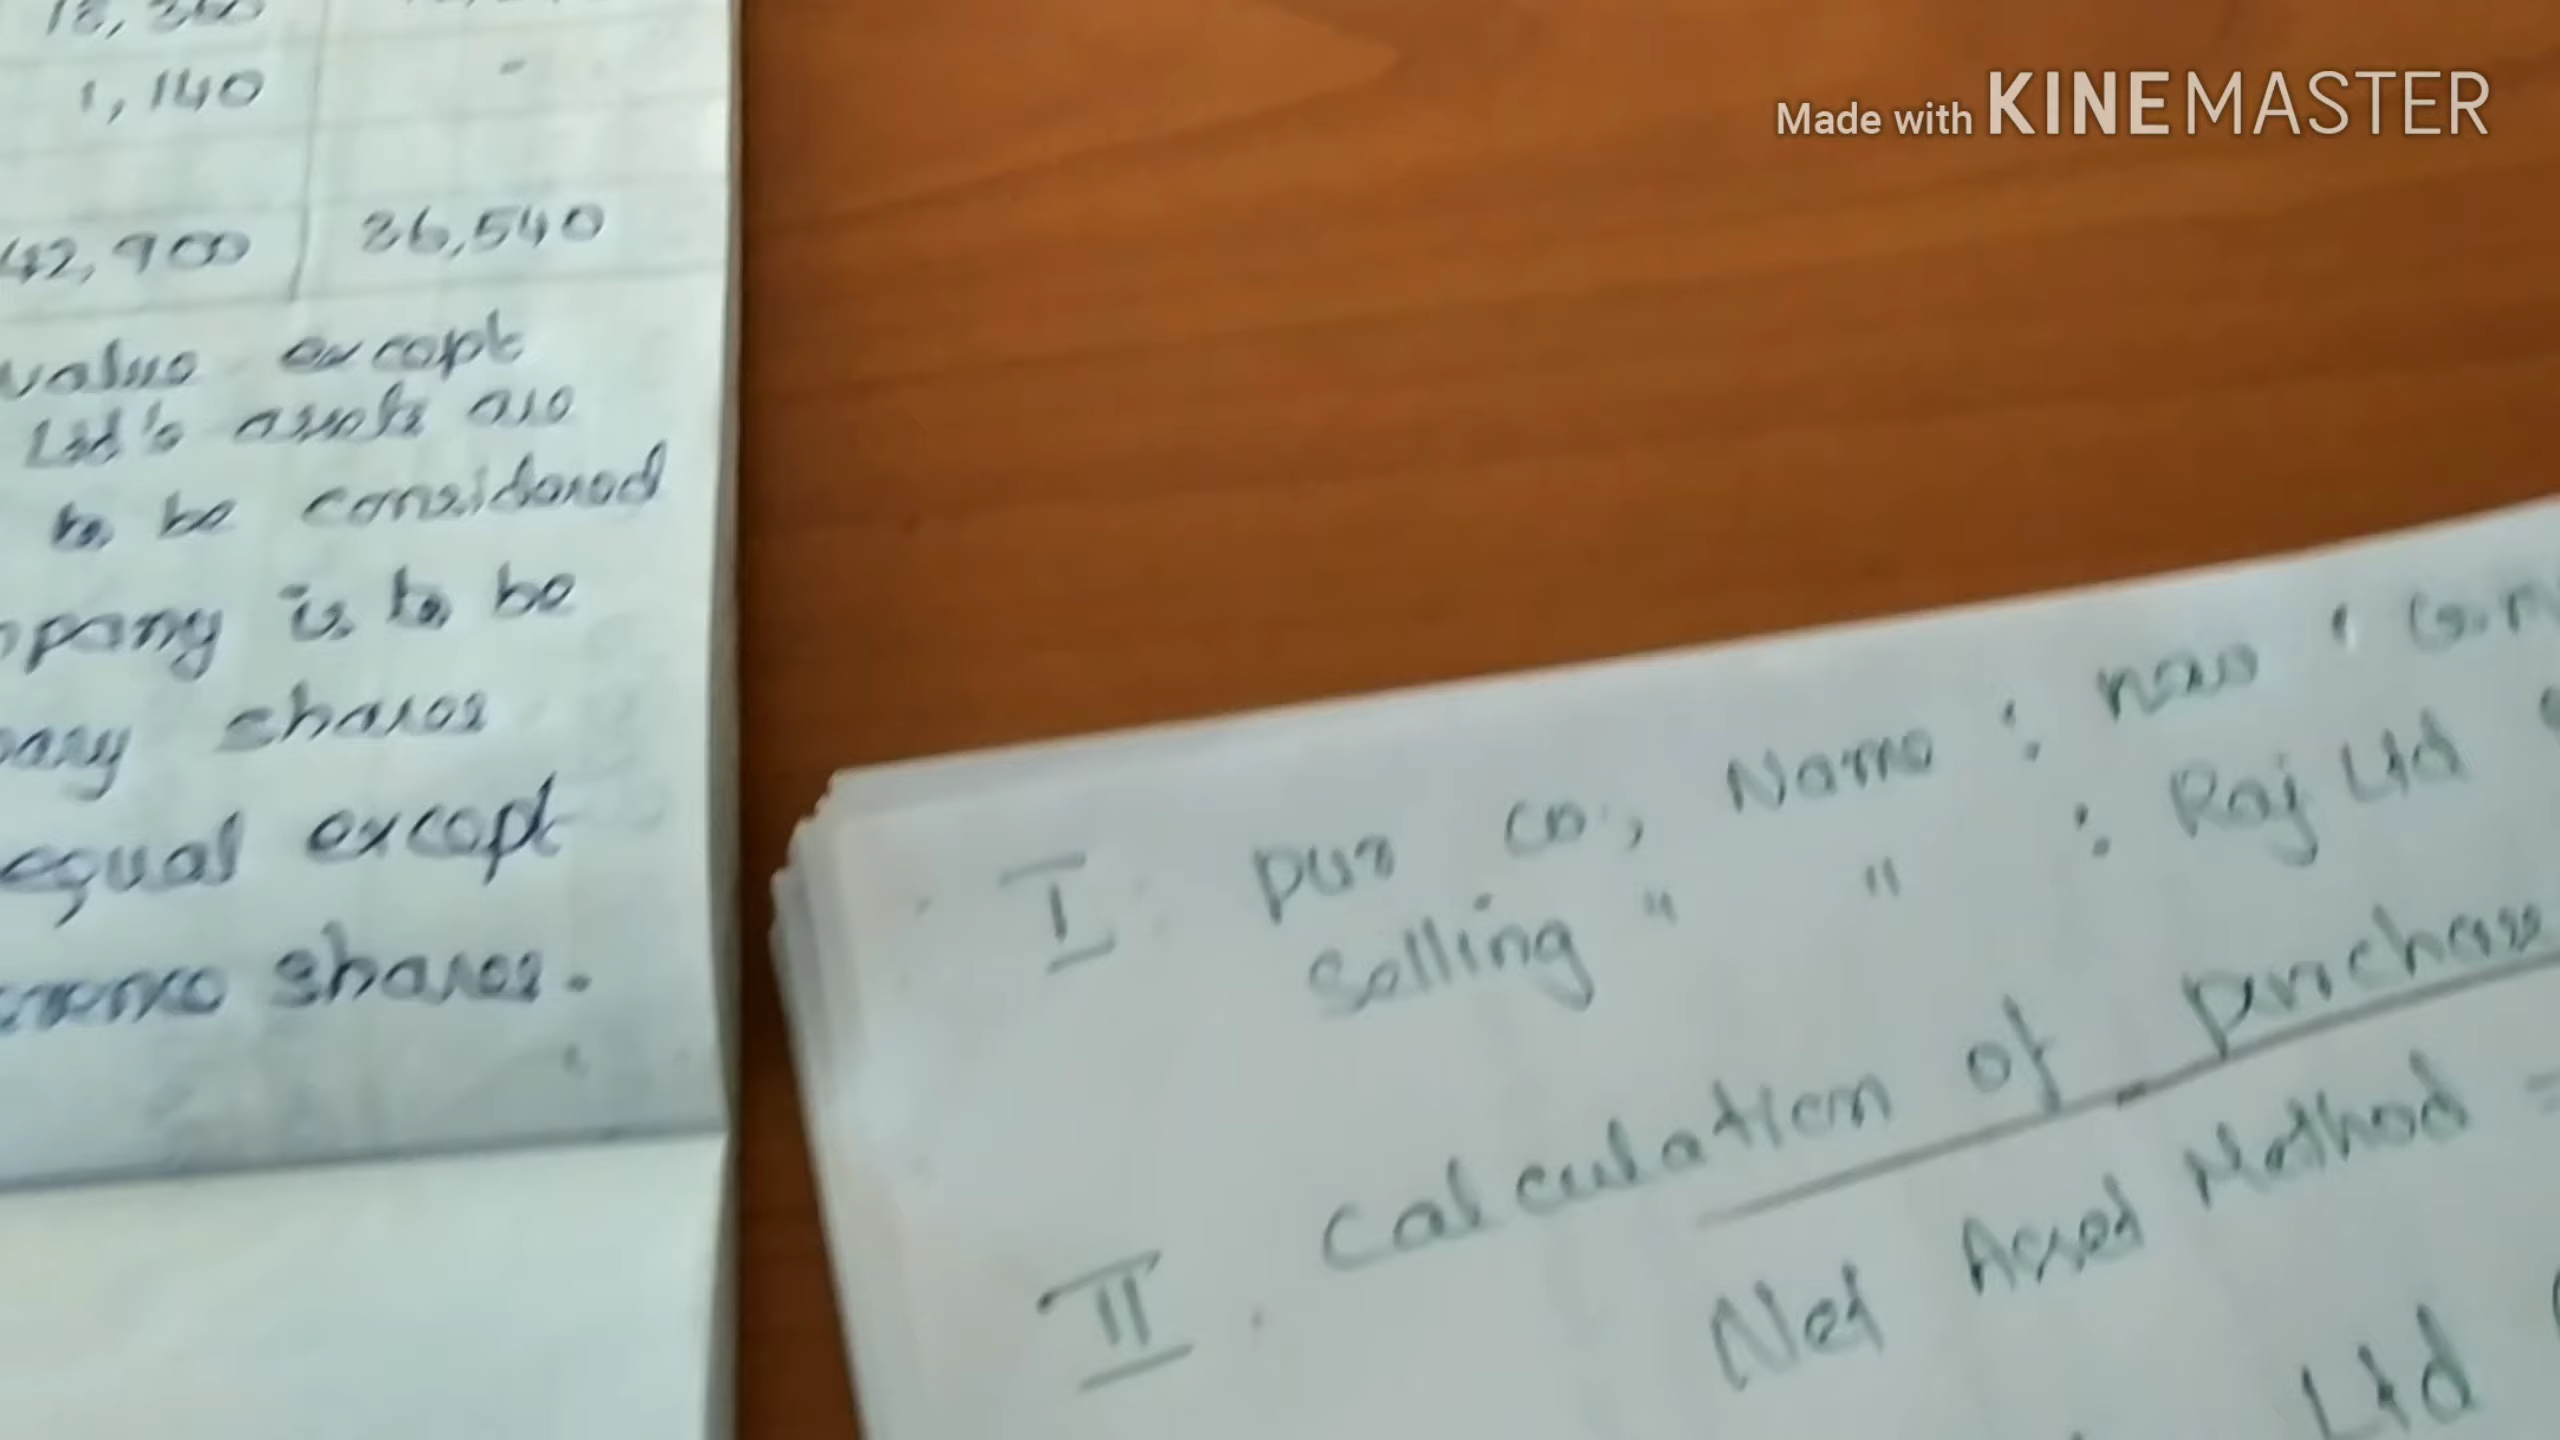 1,140 -
42,900 36,540
value except
Ltd's assets are
to be considered
is to be
shares
equal except
shares.
Made with KINEMASTER
I. Pur Co., Name : New :
Selling " " : Raj Ltd
II. Calculation of purchase
Net Asset Method =
Ltd